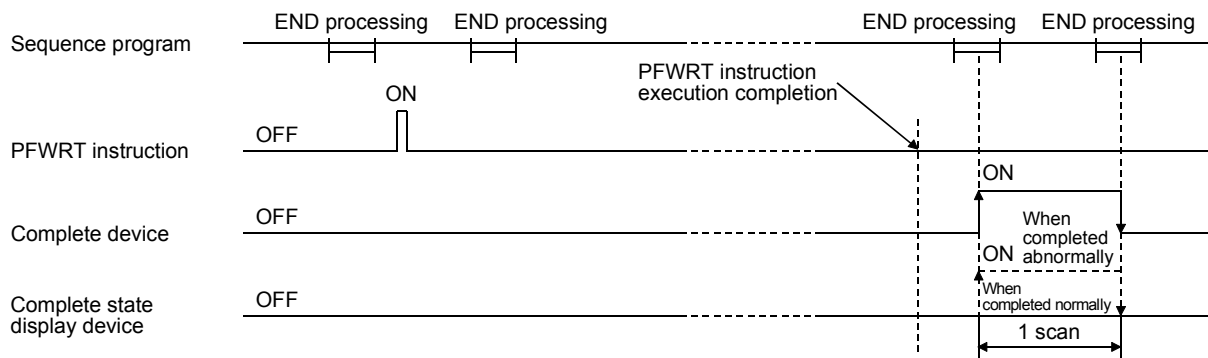 END processing
END processing
END processing
END processing
Sequence program
PFWRT instruction
execution completion
ON
OFF
PFWRT instruction
ON
OFF
Complete device
When
completed
abnormally
ON
OFF
When
completed normally
Complete state
display device
1 scan